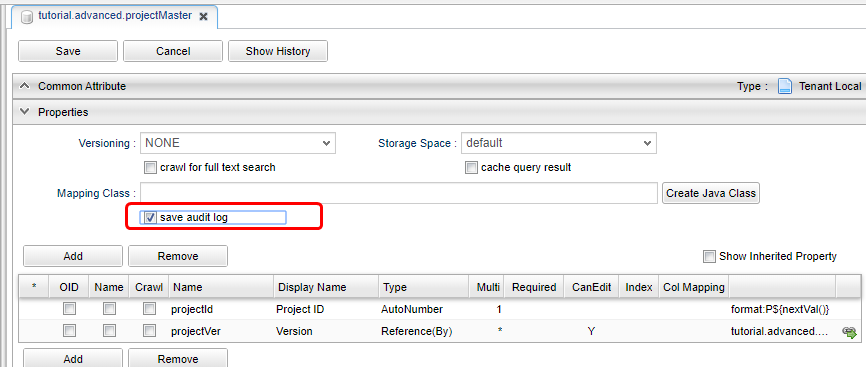 tutorial.advanced.projectMaster
Save Cancel Show History
Common Attribute Type : Tenant Local
Properties
Versioning : NONE Storage Space : default
crawl for full text search cache query result
Mapping Class : Create Java Class
save audit log
Add Remove Show Inherited Property
* OID Name Crawl Name Display Name Type Multi Required CanEdit Index Col Mapping
projectId Project ID AutoNumber 1 format:P${nextVal()}
projectVer Version Reference(By) * Y tutorial.advanced....
Add Remove